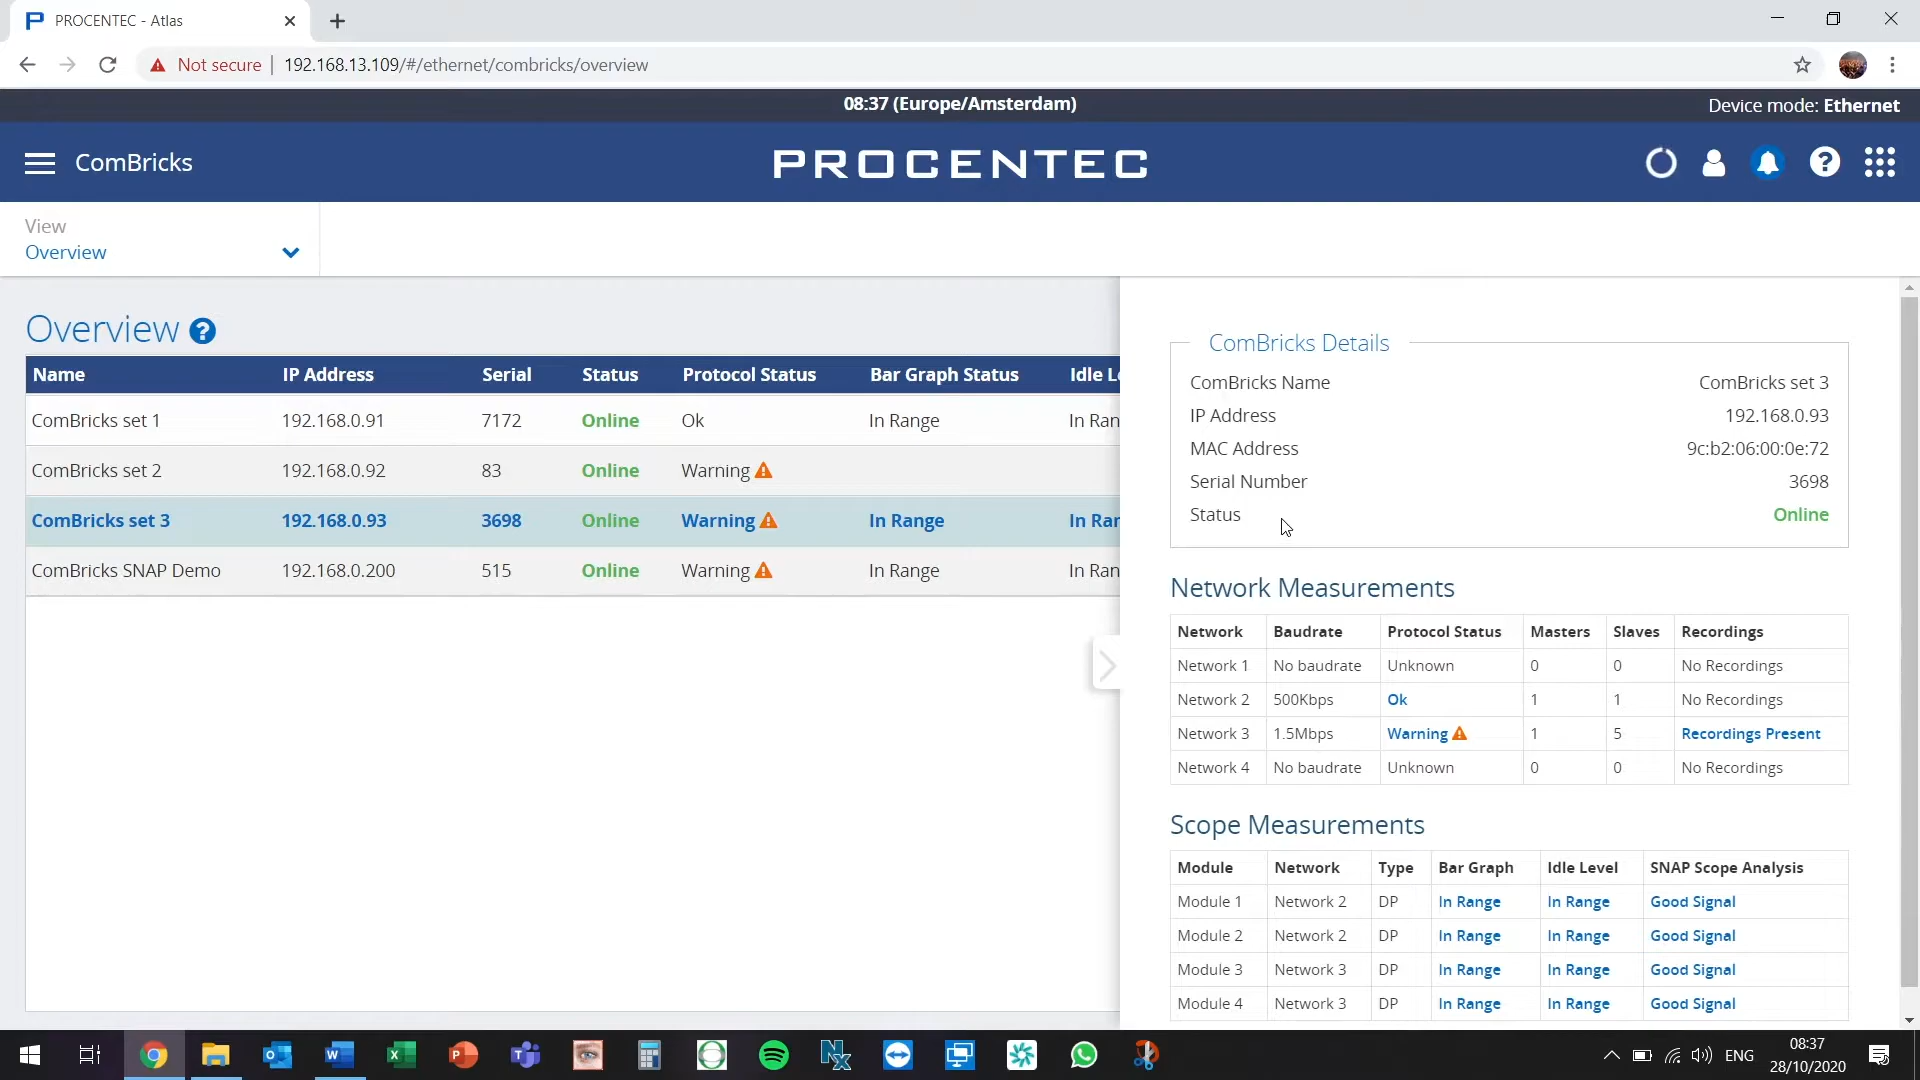 PROCENTEC - Atlas
Not secure | 192.168.13.109/#/ethernet/combricks/overview
08:37 (Europe/Amsterdam)
Device mode: Ethernet
ComBricks
PROCENTEC
View
Overview
Overview
Name IP Address Serial Status Protocol Status Bar Graph Status Idle L
ComBricks set 1 192.168.0.91 7172 Online Ok In Range In Ran
ComBricks set 2 192.168.0.92 83 Online Warning
ComBricks set 3 192.168.0.93 3698 Online Warning In Range In Rar
ComBricks SNAP Demo 192.168.0.200 515 Online Warning In Range In Ran
ComBricks Details
ComBricks Name ComBricks set 3
IP Address 192.168.0.93
MAC Address 9c:b2:06:00:0e:72
Serial Number 3698
Status Online
Network Measurements
Network Baudrate Protocol Status Masters Slaves Recordings
Network 1 No baudrate Unknown 0 0 No Recordings
Network 2 500Kbps Ok 1 1 No Recordings
Network 3 1.5Mbps Warning 1 5 Recordings Present
Network 4 No baudrate Unknown 0 0 No Recordings
Scope Measurements
Module Network Type Bar Graph Idle Level SNAP Scope Analysis
Module 1 Network 2 DP In Range In Range Good Signal
Module 2 Network 2 DP In Range In Range Good Signal
Module 3 Network 3 DP In Range In Range Good Signal
Module 4 Network 3 DP In Range In Range Good Signal
ENG
08:37
28/10/2020